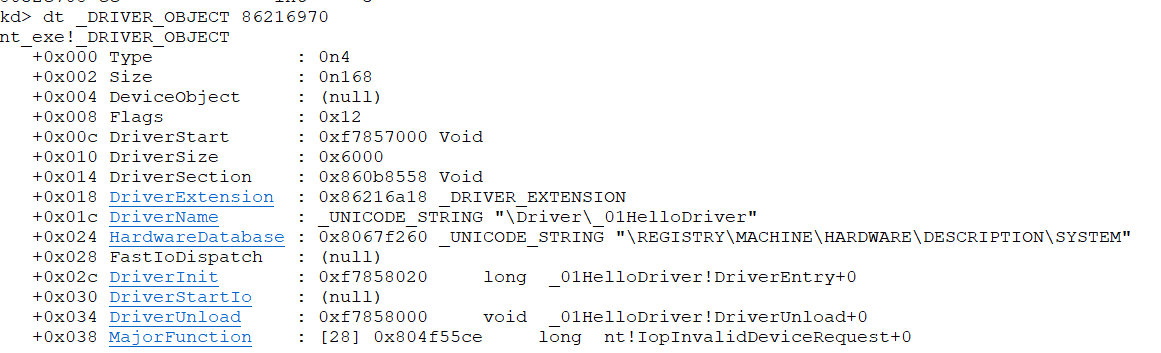 kd> dt _DRIVER_OBJECT 86216970
nt_exe!_DRIVER_OBJECT
   +0x000 Type             : 0n4
   +0x002 Size             : 0n168
   +0x004 DeviceObject     : (null)
   +0x008 Flags            : 0x12
   +0x00c DriverStart      : 0xf7857000 Void
   +0x010 DriverSize       : 0x6000
   +0x014 DriverSection    : 0x860b8558 Void
   +0x018 DriverExtension  : 0x86216a18 _DRIVER_EXTENSION
   +0x01c DriverName       : _UNICODE_STRING "\Driver\_01HelloDriver"
   +0x024 HardwareDatabase : 0x8067f260 _UNICODE_STRING "\REGISTRY\MACHINE\HARDWARE\DESCRIPTION\SYSTEM"
   +0x028 FastIoDispatch   : (null)
   +0x02c DriverInit       : 0xf7858020     long  _01HelloDriver!DriverEntry+0
   +0x030 DriverStartIo    : (null)
   +0x034 DriverUnload     : 0xf7858000     void  _01HelloDriver!DriverUnload+0
   +0x038 MajorFunction    : [28] 0x804f55ce     long  nt!IopInvalidDeviceRequest+0